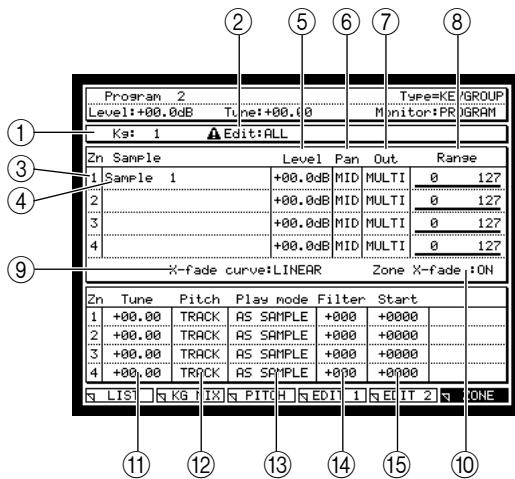 ② ⑤ ⑥ ⑦ ⑧
Program 2 Type=KEYGROUP
Level:+00.0dB Tune:+00.00 Monitor:PROGRAM
① Kg: 1 Edit:ALL
Zn Sample Level Pan Out Range
③ 1 Sample 1 +00.0dB MID MULTI 0 127
④ 2 +00.0dB MID MULTI 0 127
3 +00.0dB MID MULTI 0 127
4 +00.0dB MID MULTI 0 127
⑨ X-fade curve:LINEAR Zone X-fade :ON
Zn Tune Pitch Play mode Filter Start
1 +00.00 TRACK AS SAMPLE +000 +0000
2 +00.00 TRACK AS SAMPLE +000 +0000
3 +00.00 TRACK AS SAMPLE +000 +0000
4 +00.00 TRACK AS SAMPLE +000 +0000
LIST KG MIX PITCH EDIT 1 EDIT 2 ZONE
⑪ ⑫ ⑬ ⑭ ⑮ ⑩